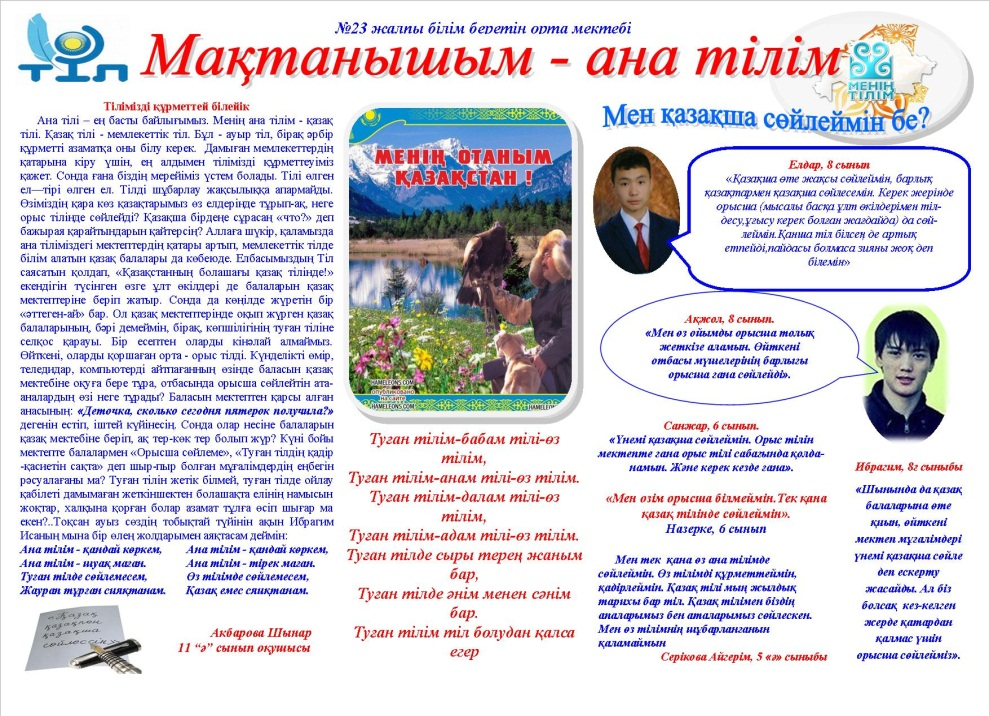 №23 жалпы білім беретін орта мектебі
Мақтанышым - ана тілім
тіл
МЕНІҢ
ТІЛІМ
Тілімізді құрметтей білейік
Ана тілі – ең басты байлығымыз. Менің ана тілім - қазақ
тілі. Қазақ тілі - мемлекеттік тіл. Бұл - ауыр тіл, бірақ әрбір
құрметті азаматқа оны білу керек. Дамыған мемлекеттердің
қатарына кіру үшін, ең алдымен тілімізді құрметтеуіміз
қажет. Сонда ғана біздің мерейіміз үстем болады. Тілі өлген
ел—тірі өлген ел. Тілді шұбарлау жақсылыққа апармайды.
Өзіміздің қара көз қазақтарымыз өз елдерінде тұрып-ақ, неге
орыс тілінде сөйлейді? Қазақша бірдеңе сұрасаң «что?» деп
бажырая қарайтындарын қайтерсің? Аллаға шүкір, қаламызда
ана тіліміздегі мектептердің қатары артып, мемлекеттік тілде
білім алатын қазақ балалары да көбеюде. Елбасымыздың Тіл
саясатын қолдап, «Қазақстанның болашағы қазақ тілінде!»
екендігін түсінген өзге ұлт өкілдері де балаларын қазақ
мектептеріне беріп жатыр. Сонда да көңілде жүретін бір
«әттеген-ай» бар. Ол қазақ мектептерінде оқып жүрген қазақ
балаларының, бәрі демеймін, бірақ, көпшілігінің туған тіліне
селқос қарауы. Бір есептен оларды кінәлай алмаймыз.
Өйткені, оларды қоршаған орта - орыс тілді. Күнделікті өмір,
теледидар, компьютерді айтпағанның өзінде баласын қазақ
мектебіне оқуға бере тұра, отбасында орысша сөйлейтін ата-
аналардың өзі неге тұрады? Баласын мектептен қарсы алған
анасының: «Деточка, сколько сегодня пятерок получила?»
дегенін естіп, іштей күйінесің. Сонда олар несіне балаларын
қазақ мектебіне беріп, ақ тер-көк тер болып жүр? Күні бойы
мектепте балалармен «Орысша сөйлеме», «Туған тілдің қадір
-қасиетін сақта» деп шыр-пыр болған мұғалімдердің еңбегін
рәсуалағаны ма? Туған тілін жетік білмей, туған тілде ойлау
қабілеті дамымаған жеткіншектен болашақта елінің намысын
жоқтар, халқына қорған болар азамат тұлға өсіп шығар ма
екен?..Тоқсан ауыз сөздің тобықтай түйінін ақын Ибрагим
Исаның мына бір өлең жолдарымен аяқтасам деймін:
Ана тілім - қандай көркем,
Ана тілім - шуақ маған.
Туған тілде сөйлемесем,
Жаурап тұрған сияқтанам.
Ана тілім - қандай көркем,
Ана тілім - тірек маған.
Өз тілімде сөйлемесем,
Қазақ емес сяиқтанам.
«Қазақ
қазақпен
қазақша
сөйлессін»
Акбарова Шынар
11 “ә” сынып оқушысы
МЕНІҢ ОТАНЫМ
ҚАЗАҚСТАН !
HAMELEONS.COM
опубликовано
на сайте
HAMELEONS.COM
HAMELEONS.COM
Туған тілім-бабам тілі-өз
тілім,
Туған тілім-анам тілі-өз тілім.
Туған тілім-далам тілі-өз
тілім,
Туған тілім-адам тілі-өз тілім.
Туған тілде сыры терең жаным
бар,
Туған тілде әнім менен сәнім
бар.
Туған тілім тіл болудан қалса
егер
Мен қазақша сөйлеймін бе?
Елдар, 8 сынып
«Қазақша өте жақсы сөйлеймін, барлық
қазақтармен қазақша сөйлесемін. Керек жерінде
орысша (мысалы басқа ұлт өкілдерімен тіл-
десу,ұғысу керек болған жағдайда) да сөй-
леймін.Қанша тіл білсең де артық
етпейді,пайдасы болмаса зияны жоқ деп
білемін»
Ақжол, 8 сынып.
«Мен өз ойымды орысша толық
жеткізе аламын. Өйткені
отбасы мүшелерінің барлығы
орысша ғана сөйлейді».
Санжар, 6 сынып.
«Үнемі қазақша сөйлеймін. Орыс тілін
мектепте ғана орыс тілі сабағында қолда-
намын. Және керек кезде ғана».
«Мен өзім орысша білмеймін.Тек қана
қазақ тілінде сөйлеймін».
Назерке, 6 сынып
Мен тек қана өз ана тілімде
сөйлеймін. Өз тілімді құрметтеймін,
қадірлеймін. Қазақ тілі мың жылдық
тарихы бар тіл. Қазақ тілімен біздің
аналарымыз бен аталарымыз сөйлескен.
Мен өз тілімнің шұбарланғанын
қаламаймын
Серікова Айгерім, 5 «ә» сыныбы
Ибрагим, 8г сыныбы
«Шынында да қазақ
балаларына өте
қиын, өйткені
мектеп мұғалімдері
үнемі қазақша сөйле
деп ескерту
жасайды. Ал біз
болсақ кез-келген
жерде қатардан
қалмас үшін
орысша сөйлейміз».